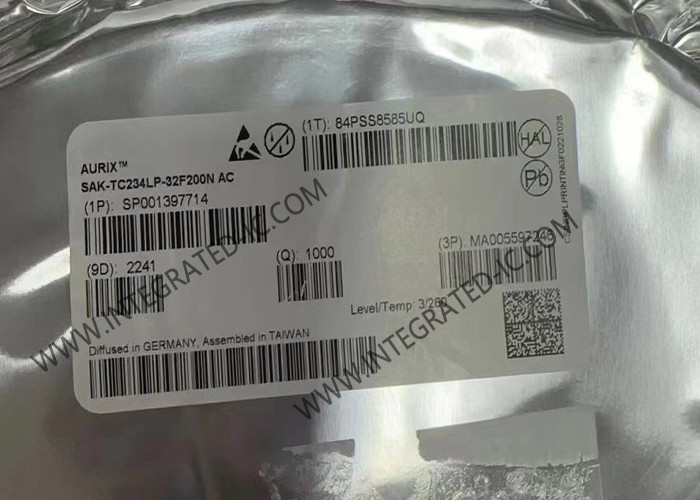 (1T): 84PSS8585UQ
AURIX™
SAK-TC234LP-32F200N AC
(1P): SP001397714
HAL
Pb
(9D): 2241
(Q): 1000
(3P): MA005597246
Level/Temp: 3/260
Diffused in GERMANY, Assembled in TAIWAN
WWW.INTEGRATED-IC.COM
WWW.INTEGRATED-IC.COM